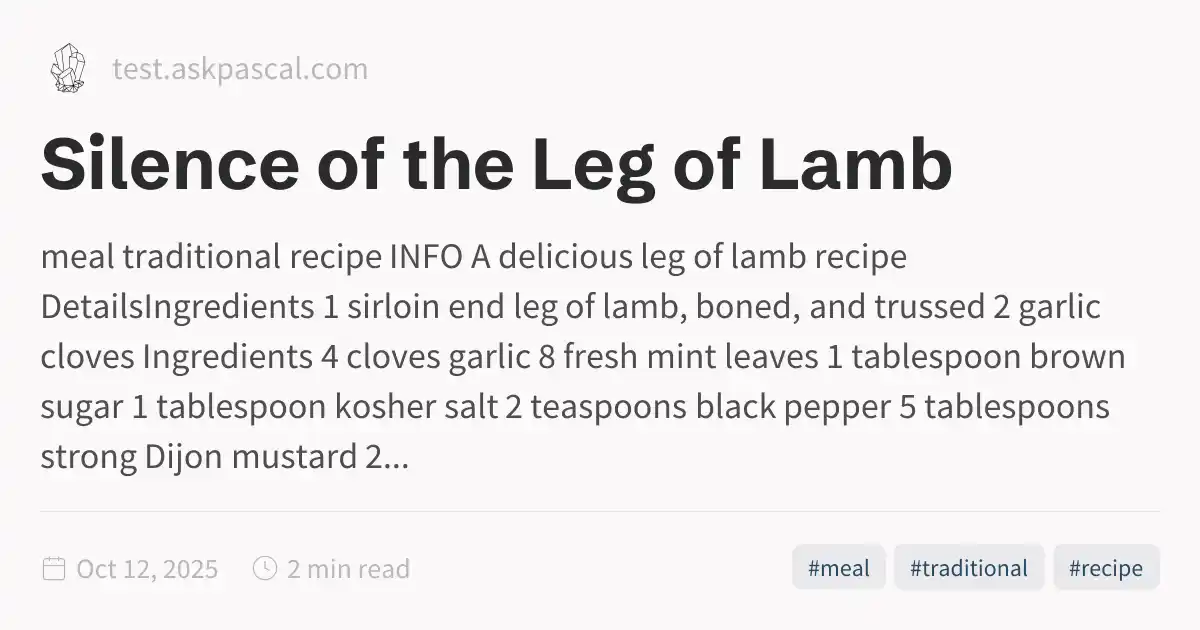 test.askpascal.com
Silence of the Leg of Lamb
meal traditional recipe INFO A delicious leg of lamb recipe
DetailsIngredients 1 sirloin end leg of lamb, boned, and trussed 2 garlic
cloves Ingredients 4 cloves garlic 8 fresh mint leaves 1 tablespoon brown
sugar 1 tablespoon kosher salt 2 teaspoons black pepper 5 tablespoons
strong Dijon mustard 2...
Oct 12, 2025 2 min read #meal #traditional #recipe